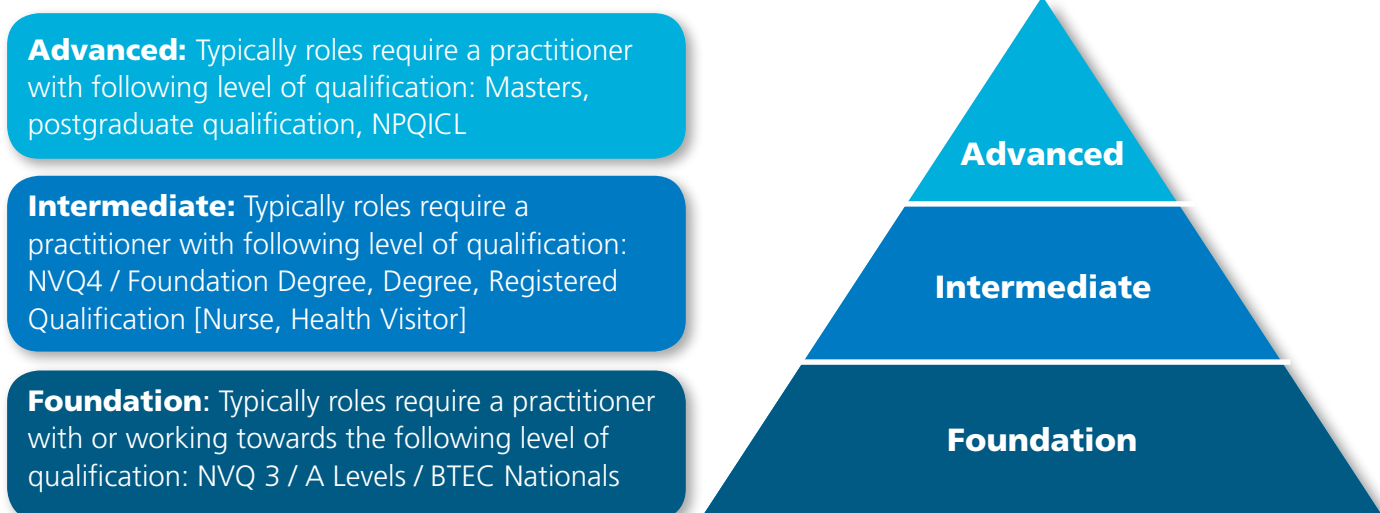 Advanced: Typically roles require a practitioner
with following level of qualification: Masters,
postgraduate qualification, NPQICL
Intermediate: Typically roles require a
practitioner with following level of qualification:
NVQ4 / Foundation Degree, Degree, Registered
Qualification [Nurse, Health Visitor]
Foundation: Typically roles require a practitioner
with or working towards the following level of
qualification: NVQ 3 / A Levels / BTEC Nationals
Advanced
Intermediate
Foundation